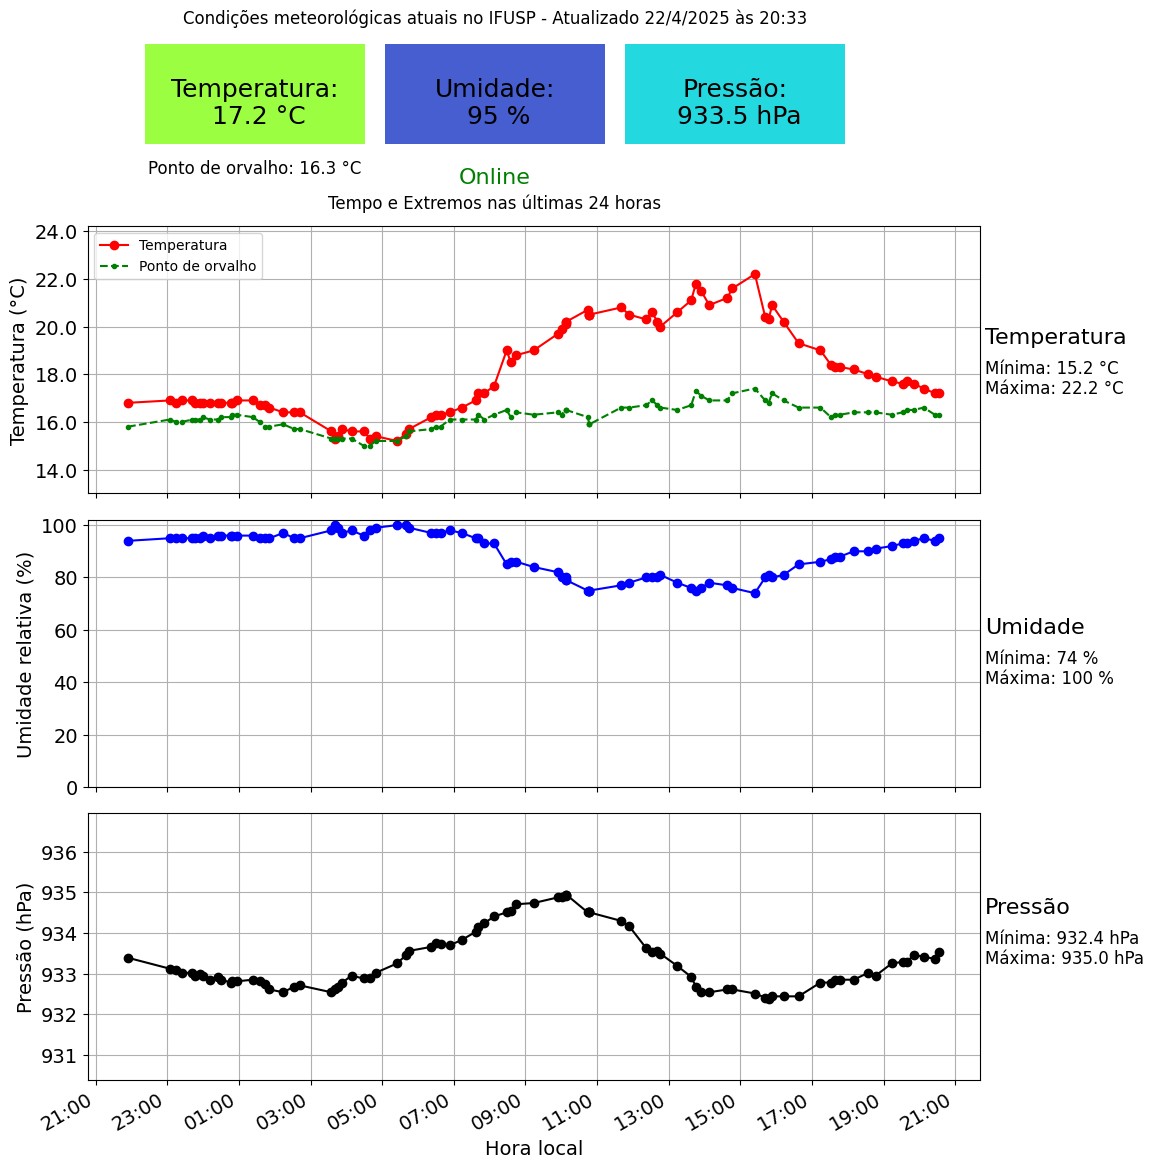 Condições meteorológicas atuais no IFUSP - Atualizado 22/4/2025 às 20:33
Temperatura:
17.2 °C
Umidade:
95 %
Pressão:
933.5 hPa
Ponto de orvalho: 16.3 °C
Online
Tempo e Extremos nas últimas 24 horas
Temperatura (°C)
24.0
22.0
20.0
18.0
16.0
14.0
Temperatura
Ponto de orvalho
Temperatura
Mínima: 15.2 °C
Máxima: 22.2 °C
Umidade relativa (%)
100
80
60
40
20
0
Umidade
Mínima: 74 %
Máxima: 100 %
Pressão (hPa)
936
935
934
933
932
931
Pressão
Mínima: 932.4 hPa
Máxima: 935.0 hPa
21:00 23:00 01:00 03:00 05:00 07:00 09:00 11:00 13:00 15:00 17:00 19:00 21:00
Hora local